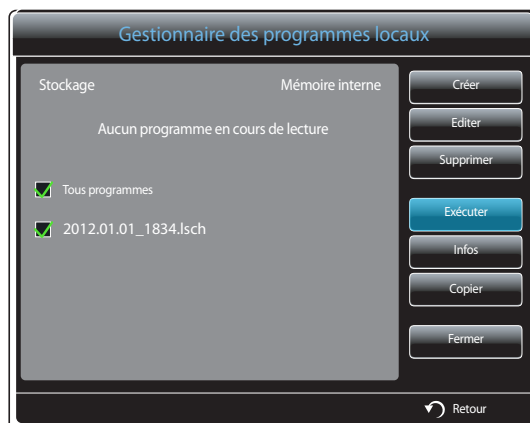 Gestionnaire des programmes locaux
Stockage Mémoire interne
Aucun programme en cours de lecture
Tous programmes
2012.01.01_1834.lsch
Créer
Editer
Supprimer
Exécuter
Infos
Copier
Fermer
Retour